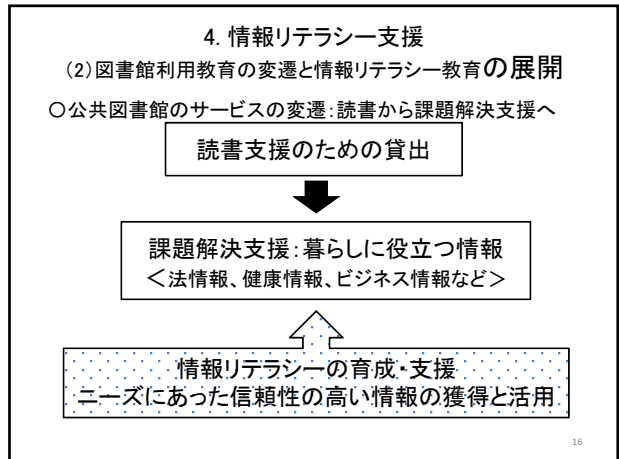 4. 情報リテラシー支援
(2)図書館利用教育の変遷と情報リテラシー教育の展開
○公共図書館のサービスの変遷:読書から課題解決支援へ
読書支援のための貸出
課題解決支援:暮らしに役立つ情報
＜法情報、健康情報、ビジネス情報など＞
情報リテラシーの育成・支援
ニーズにあった信頼性の高い情報の獲得と活用
16